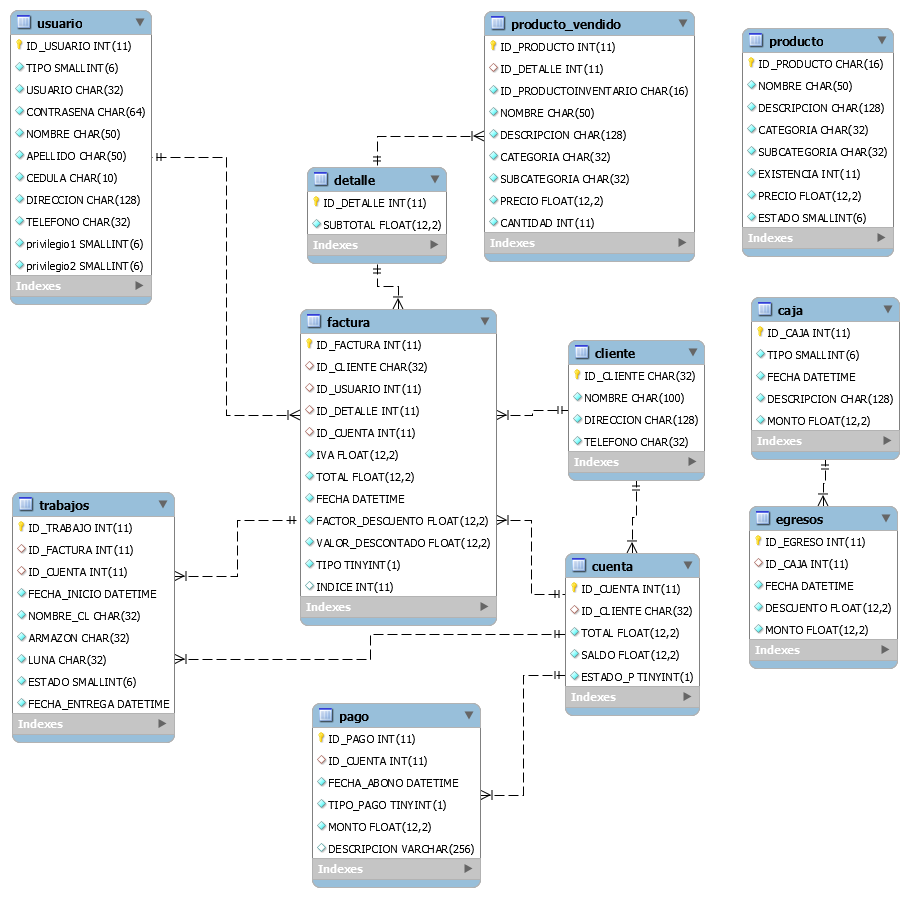 usuario
ID_USUARIO INT(11)
TIPO SMALLINT(6)
USUARIO CHAR(32)
CONTRASENA CHAR(64)
NOMBRE CHAR(50)
APELLIDO CHAR(50)
CEDULA CHAR(10)
DIRECCION CHAR(128)
TELEFONO CHAR(32)
privilegio1 SMALLINT(6)
privilegio2 SMALLINT(6)
Indexes
producto_vendido
ID_PRODUCTO INT(11)
ID_DETALLE INT(11)
ID_PRODUCTOINVENTARIO CHAR(16)
NOMBRE CHAR(50)
DESCRIPCION CHAR(128)
CATEGORIA CHAR(32)
SUBCATEGORIA CHAR(32)
PRECIO FLOAT(12,2)
CANTIDAD INT(11)
Indexes
producto
ID_PRODUCTO CHAR(16)
NOMBRE CHAR(50)
DESCRIPCION CHAR(128)
CATEGORIA CHAR(32)
SUBCATEGORIA CHAR(32)
EXISTENCIA INT(11)
PRECIO FLOAT(12,2)
ESTADO SMALLINT(6)
Indexes
detalle
ID_DETALLE INT(11)
SUBTOTAL FLOAT(12,2)
Indexes
factura
ID_FACTURA INT(11)
ID_CLIENTE CHAR(32)
ID_USUARIO INT(11)
ID_DETALLE INT(11)
ID_CUENTA INT(11)
IVA FLOAT(12,2)
TOTAL FLOAT(12,2)
FECHA DATETIME
FACTOR_DESCUENTO FLOAT(12,2)
VALOR_DESCONTADO FLOAT(12,2)
TIPO TINYINT(1)
INDICE INT(11)
Indexes
cliente
ID_CLIENTE CHAR(32)
NOMBRE CHAR(100)
DIRECCION CHAR(128)
TELEFONO CHAR(32)
Indexes
caja
ID_CAJA INT(11)
TIPO SMALLINT(6)
FECHA DATETIME
DESCRIPCION CHAR(128)
MONTO FLOAT(12,2)
Indexes
trabajos
ID_TRABAJO INT(11)
ID_FACTURA INT(11)
ID_CUENTA INT(11)
FECHA_INICIO DATETIME
NOMBRE_CL CHAR(32)
ARMAZON CHAR(32)
LUNA CHAR(32)
ESTADO SMALLINT(6)
FECHA_ENTREGA DATETIME
Indexes
cuenta
ID_CUENTA INT(11)
ID_CLIENTE CHAR(32)
TOTAL FLOAT(12,2)
SALDO FLOAT(12,2)
ESTADO_P TINYINT(1)
Indexes
egresos
ID_EGRESO INT(11)
ID_CAJA INT(11)
FECHA DATETIME
DESCUENTO FLOAT(12,2)
MONTO FLOAT(12,2)
Indexes
pago
ID_PAGO INT(11)
ID_CUENTA INT(11)
FECHA_ABONO DATETIME
TIPO_PAGO TINYINT(1)
MONTO FLOAT(12,2)
DESCRIPCION VARCHAR(256)
Indexes